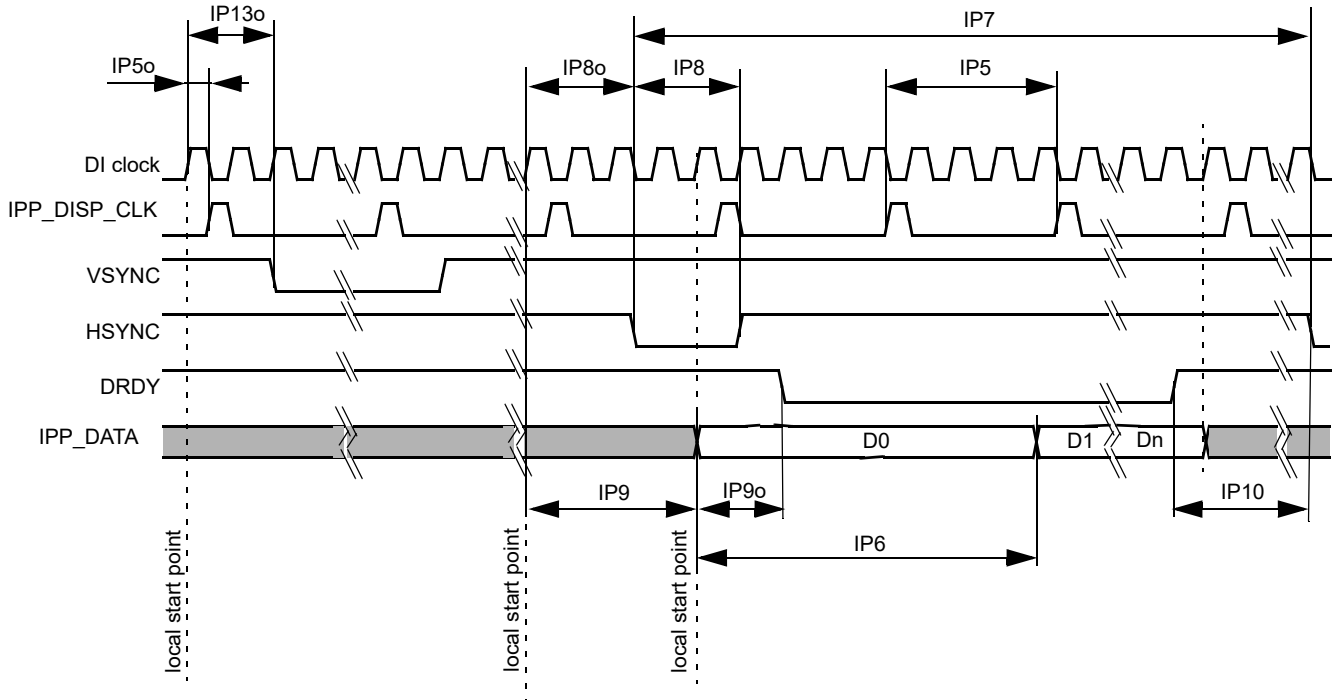 IP13o
IP7
IP5o
IP8o
IP8
IP5
DI clock
IPP_DISP_CLK
VSYNC
HSYNC
DRDY
IPP_DATA
D0
D1
Dn
IP9
IP9o
IP10
IP6
local start point
local start point
local start point